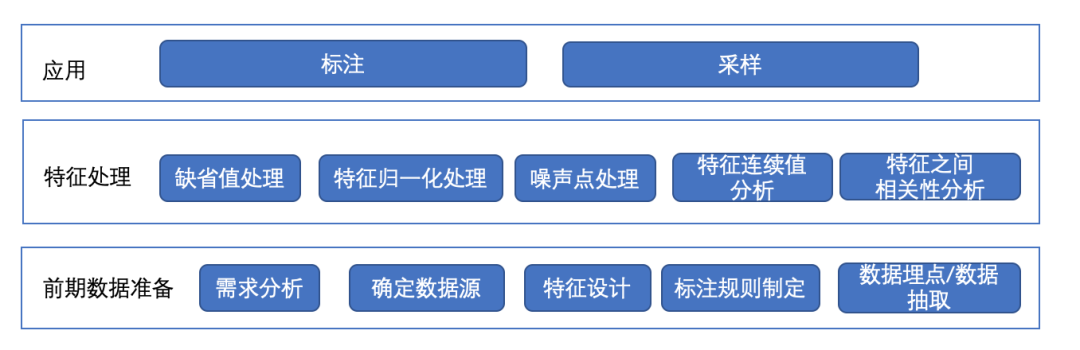 应用
标注
采样
特征处理
缺省值处理
特征归一化处理
噪声点处理
特征连续值
分析
特征之间
相关性分析
前期数据准备
需求分析
确定数据源
特征设计
标注规则制定
数据埋点/数据
抽取